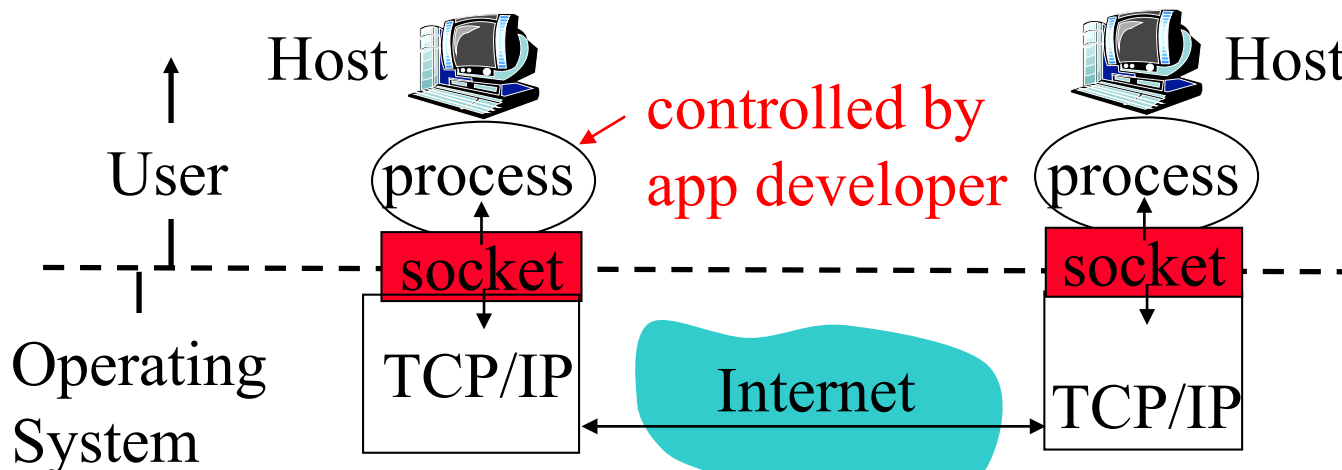 Host
Host
controlled by
app developer
User
process
process
socket
socket
Operating
System
TCP/IP
Internet
TCP/IP